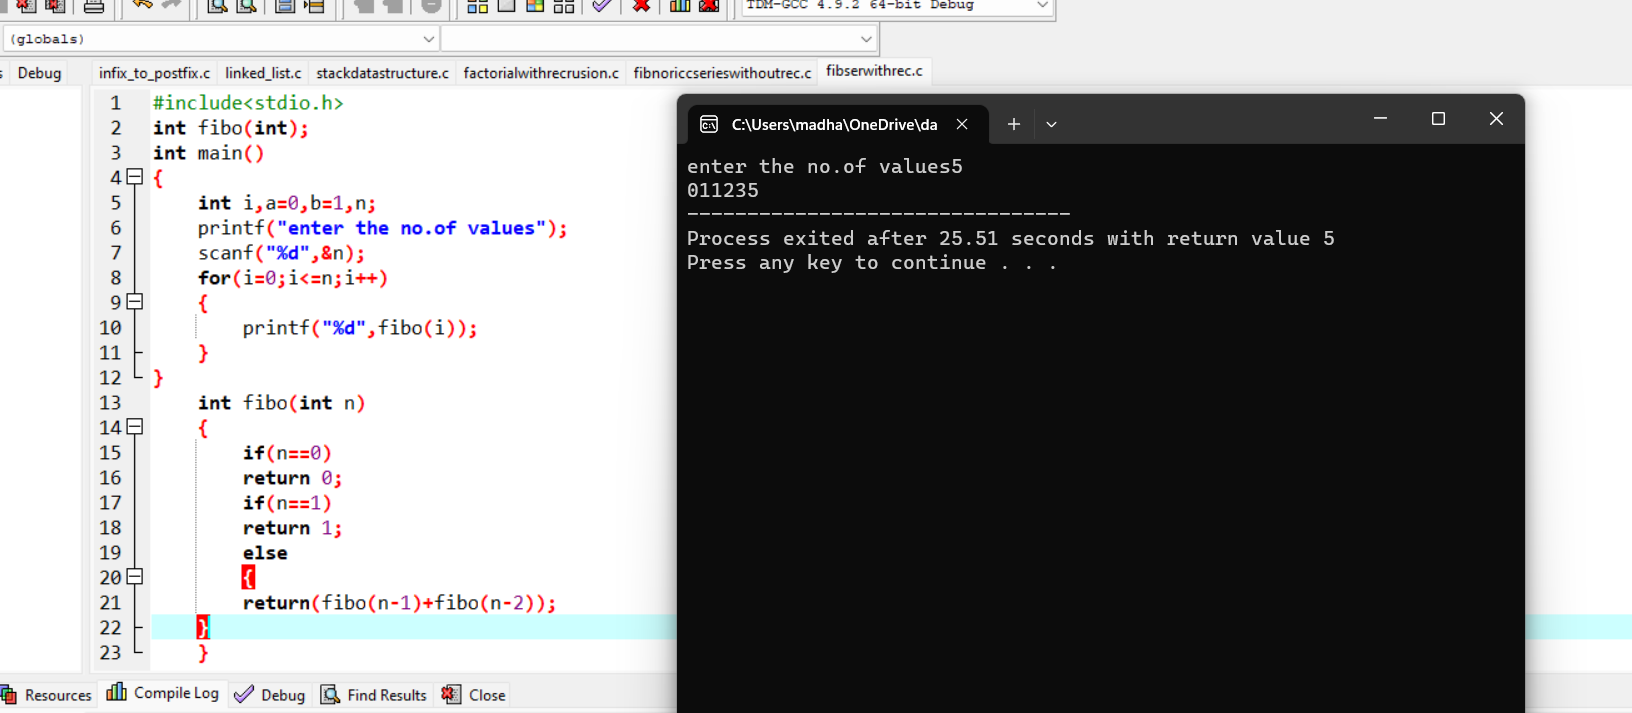 TDM-GCC 4.9.2 64-bit Debug
(globals)
s Debug infix_to_postfix.c linked_list.c stackdatastructure.c factorialwithrecrusion.c fibnoriccserieswithoutrec.c fibserwithrec.c
1 #include<stdio.h>
2 int fibo(int);
3 int main()
4 {
5 int i,a=0,b=1,n;
6 printf("enter the no.of values");
7 scanf("%d",&n);
8 for(i=0;i<=n;i++)
9 {
10 printf("%d",fibo(i));
11 }
12 }
13 int fibo(int n)
14 {
15 if(n==0)
16 return 0;
17 if(n==1)
18 return 1;
19 else
20 {
21 return(fibo(n-1)+fibo(n-2));
22 }
23 }
C:\Users\madha\OneDrive\da
enter the no.of values5
011235
--------------------------------
Process exited after 25.51 seconds with return value 5
Press any key to continue . . .
Resources Compile Log Debug Find Results Close